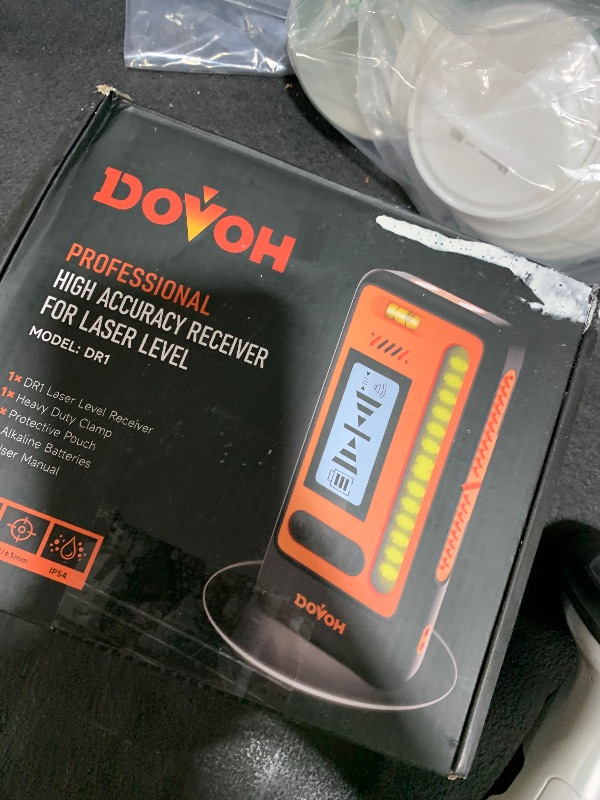 DOVOH
PROFESSIONAL
HIGH ACCURACY RECEIVER
FOR LASER LEVEL
MODEL: DR1
1× DR1 Laser Level Receiver
1× Heavy Duty Clamp
× Protective Pouch
Alkaline Batteries
ser Manual
±3mm
IP54
DOVOH